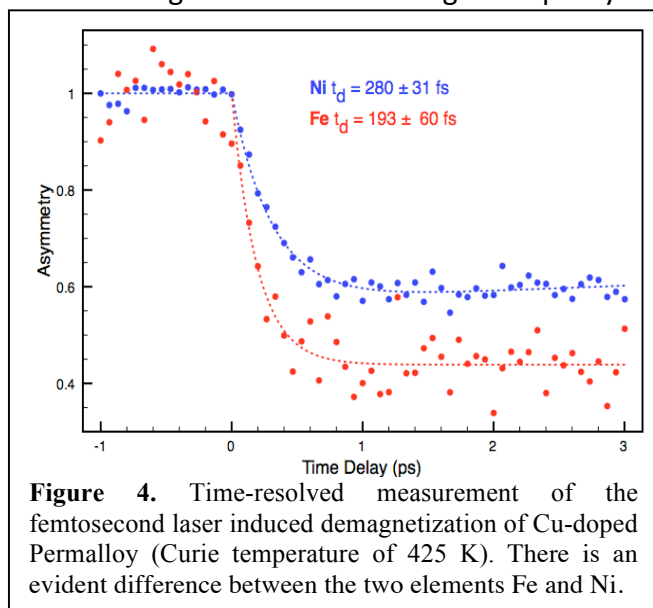 Ni t_d = 280 ± 31 fs
Fe t_d = 193 ± 60 fs
Asymmetry
1
0.8
0.6
0.4
-1 0 1 2 3
Time Delay (ps)
Figure 4. Time-resolved measurement of the
femtosecond laser induced demagnetization of Cu-doped
Permalloy (Curie temperature of 425 K). There is an
evident difference between the two elements Fe and Ni.